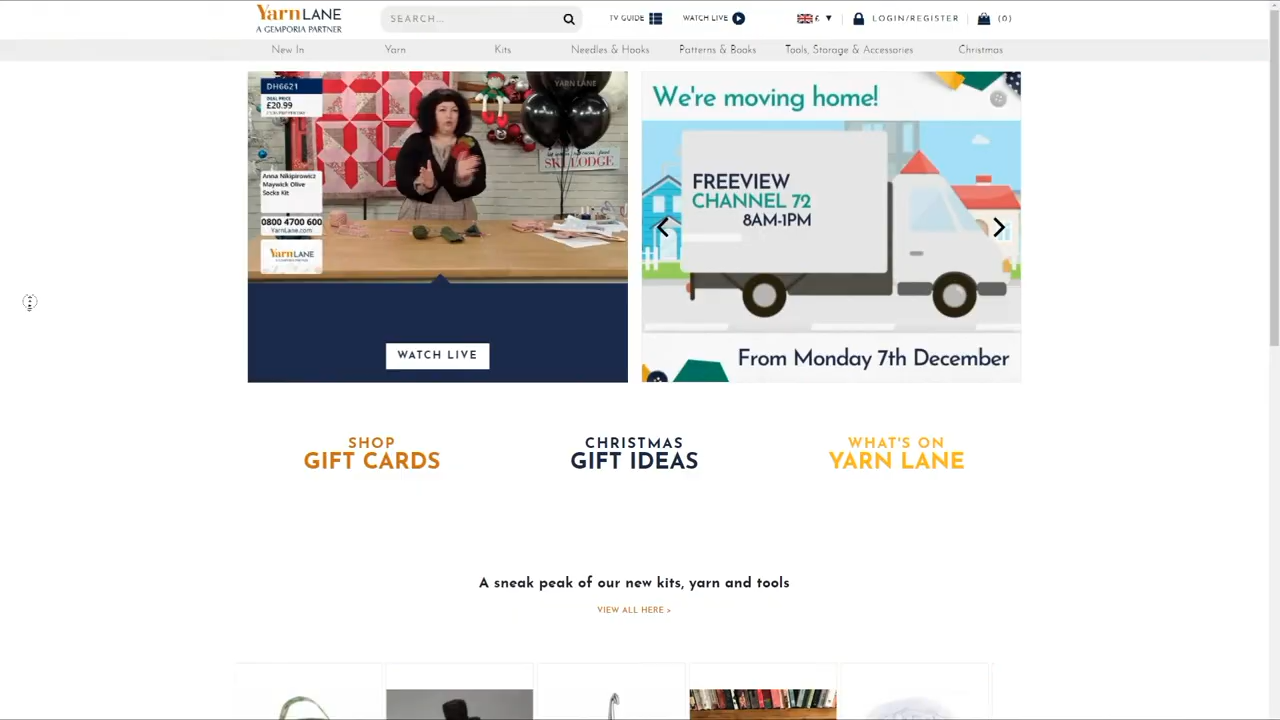 YarnLANE
A GEMPORIA PARTNER
SEARCH...
TV GUIDE
WATCH LIVE
£ ▼
LOGIN/REGISTER
(0)
New In
Yarn
Kits
Needles & Hooks
Patterns & Books
Tools, Storage & Accessories
Christmas
DH6621
£20.99
YARN LANE
SKI LODGE
Anna Nikipirowicz
Maywick Olive
Socks Kit
0800 4700 600
YarnLane.com
YarnLANE
WATCH LIVE
We're moving home!
FREEVIEW
CHANNEL 72
8AM-1PM
From Monday 7th December
SHOP
GIFT CARDS
CHRISTMAS
GIFT IDEAS
WHAT'S ON
YARN LANE
A sneak peak of our new kits, yarn and tools
VIEW ALL HERE >